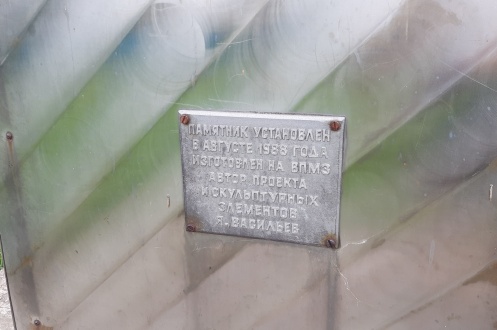 ПАМЯТНИК УСТАНОВЛЕН
В АВГУСТЕ 1988 ГОДА
ИЗГОТОВЛЕН НА ВПМЗ
АВТОР ПРОЕКТА
И СКУЛЬПТУРНЫХ
ЭЛЕМЕНТОВ
Я. ВАСИЛЬЕВ